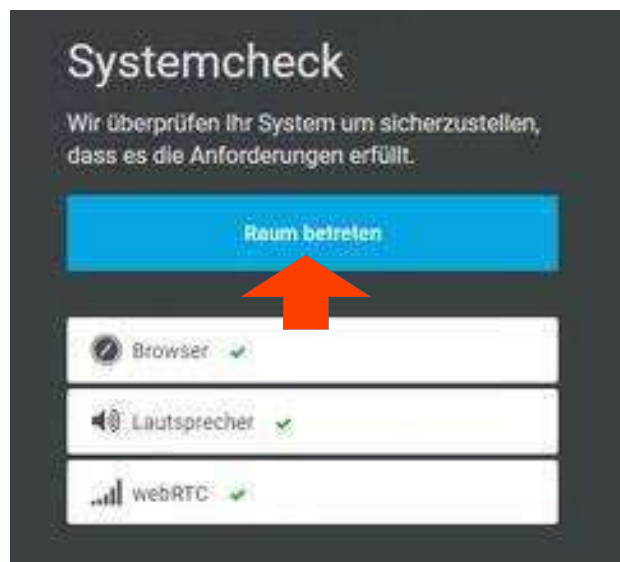 Systemcheck
Wir überprüfen Ihr System um sicherzustellen,
dass es die Anforderungen erfüllt.
Raum betreten
Browser
Lautsprecher
webRTC